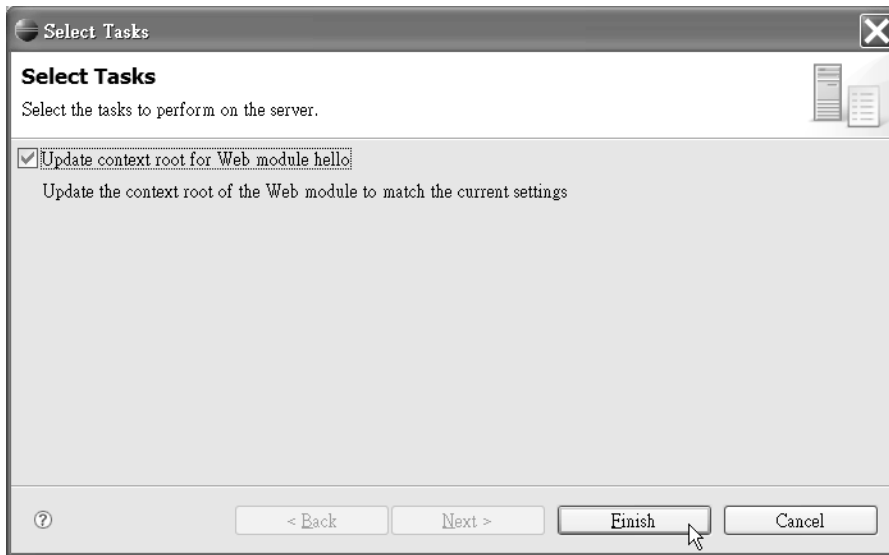 Select Tasks
Select Tasks
Select the tasks to perform on the server.
Update context root for Web module hello
Update the context root of the Web module to match the current settings
?
< Back
Next >
Finish
Cancel